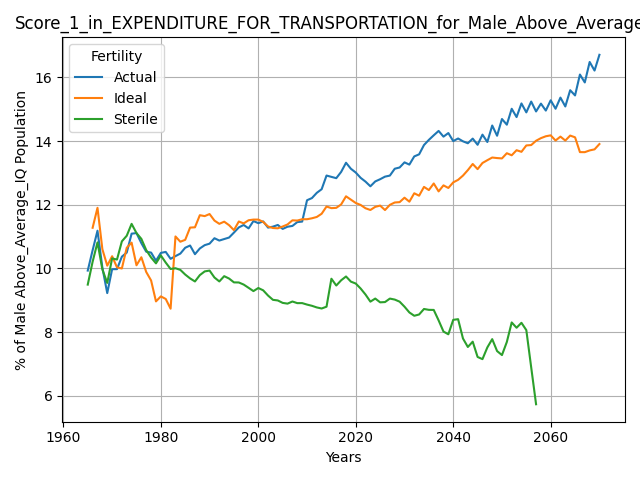 Score_1_in_EXPENDITURE_FOR_TRANSPORTATION_for_Male_Above_Average
Fertility
Actual
Ideal
Sterile
% of Male Above_Average_IQ Population
16
14
12
10
8
6
1960 1980 2000 2020 2040 2060
Years